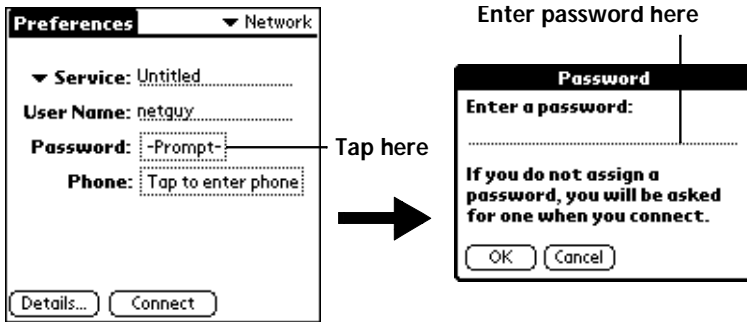 Preferences
Network
Service: Untitled
User Name: netguy
Password: -Prompt-
Phone: Tap to enter phone
Details... Connect
Tap here
Enter password here
Password
Enter a password:
If you do not assign a
password, you will be asked
for one when you connect.
OK Cancel